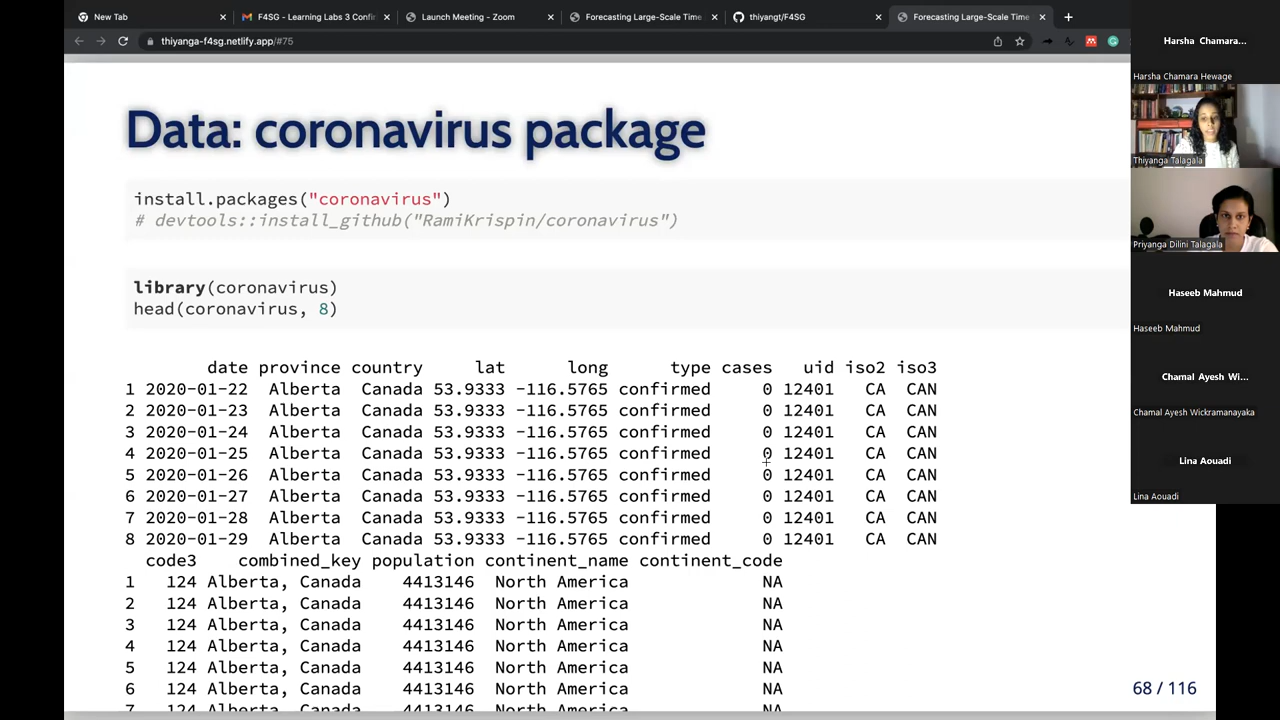 New Tab
F4SG - Learning Labs 3 Confir
Launch Meeting - Zoom
Forecasting Large-Scale Time
thiyangt/F4SG
Forecasting Large-Scale Time
thiyanga-f4sg.netlify.app/#75
Data: coronavirus package
install.packages("coronavirus")
# devtools::install_github("RamiKrispin/coronavirus")
library(coronavirus)
head(coronavirus, 8)
date province country lat long type cases uid iso2 iso3
1 2020-01-22 Alberta Canada 53.9333 -116.5765 confirmed 0 12401 CA CAN
2 2020-01-23 Alberta Canada 53.9333 -116.5765 confirmed 0 12401 CA CAN
3 2020-01-24 Alberta Canada 53.9333 -116.5765 confirmed 0 12401 CA CAN
4 2020-01-25 Alberta Canada 53.9333 -116.5765 confirmed 0 12401 CA CAN
5 2020-01-26 Alberta Canada 53.9333 -116.5765 confirmed 0 12401 CA CAN
6 2020-01-27 Alberta Canada 53.9333 -116.5765 confirmed 0 12401 CA CAN
7 2020-01-28 Alberta Canada 53.9333 -116.5765 confirmed 0 12401 CA CAN
8 2020-01-29 Alberta Canada 53.9333 -116.5765 confirmed 0 12401 CA CAN
code3 combined_key population continent_name continent_code
1 124 Alberta, Canada 4413146 North America NA
2 124 Alberta, Canada 4413146 North America NA
3 124 Alberta, Canada 4413146 North America NA
4 124 Alberta, Canada 4413146 North America NA
5 124 Alberta, Canada 4413146 North America NA
6 124 Alberta, Canada 4413146 North America NA
7 124 Alberta, Canada 4413146 North America NA
68 / 116
Harsha Chamara...
Harsha Chamara Hewage
Thiyanga Talagala
Priyanga Dilini Talagala
Haseeb Mahmud
Haseeb Mahmud
Chamal Ayesh Wi...
Chamal Ayesh Wickramanayaka
Lina Aouadi
Lina Aouadi